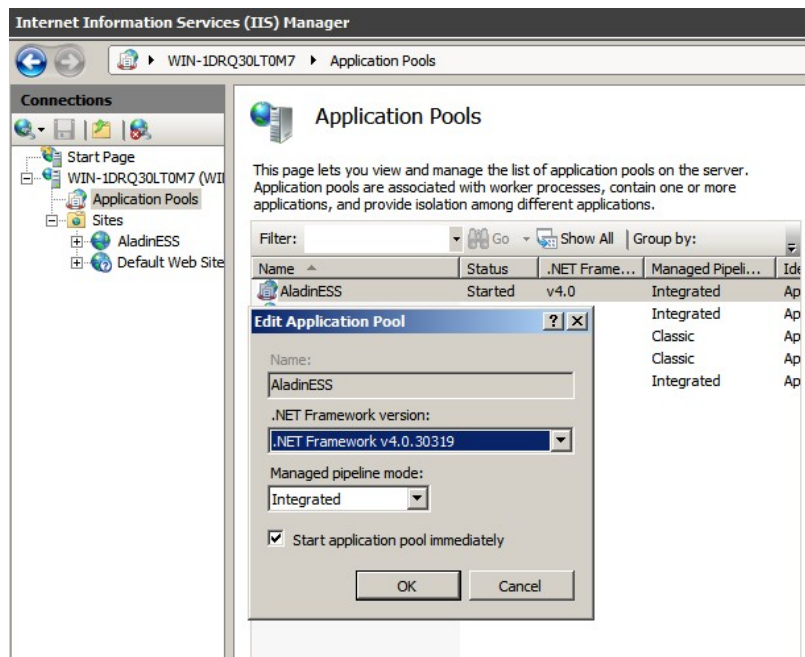 Internet Information Services (IIS) Manager
WIN-1DRQ30LT0M7 Application Pools
Connections
Start Page
WIN-1DRQ30LT0M7 (WI
Application Pools
Sites
AladinESS
Default Web Site
Application Pools
This page lets you view and manage the list of application pools on the server.
Application pools are associated with worker processes, contain one or more
applications, and provide isolation among different applications.
Filter: Go Show All Group by:
Name Status .NET Frame... Managed Pipeli... Ide
AladinESS Started v4.0 Integrated Ap
Integrated Ap
Classic Ap
Classic Ap
Integrated Ap
Edit Application Pool
Name:
AladinESS
.NET Framework version:
.NET Framework v4.0.30319
Managed pipeline mode:
Integrated
Start application pool immediately
OK Cancel